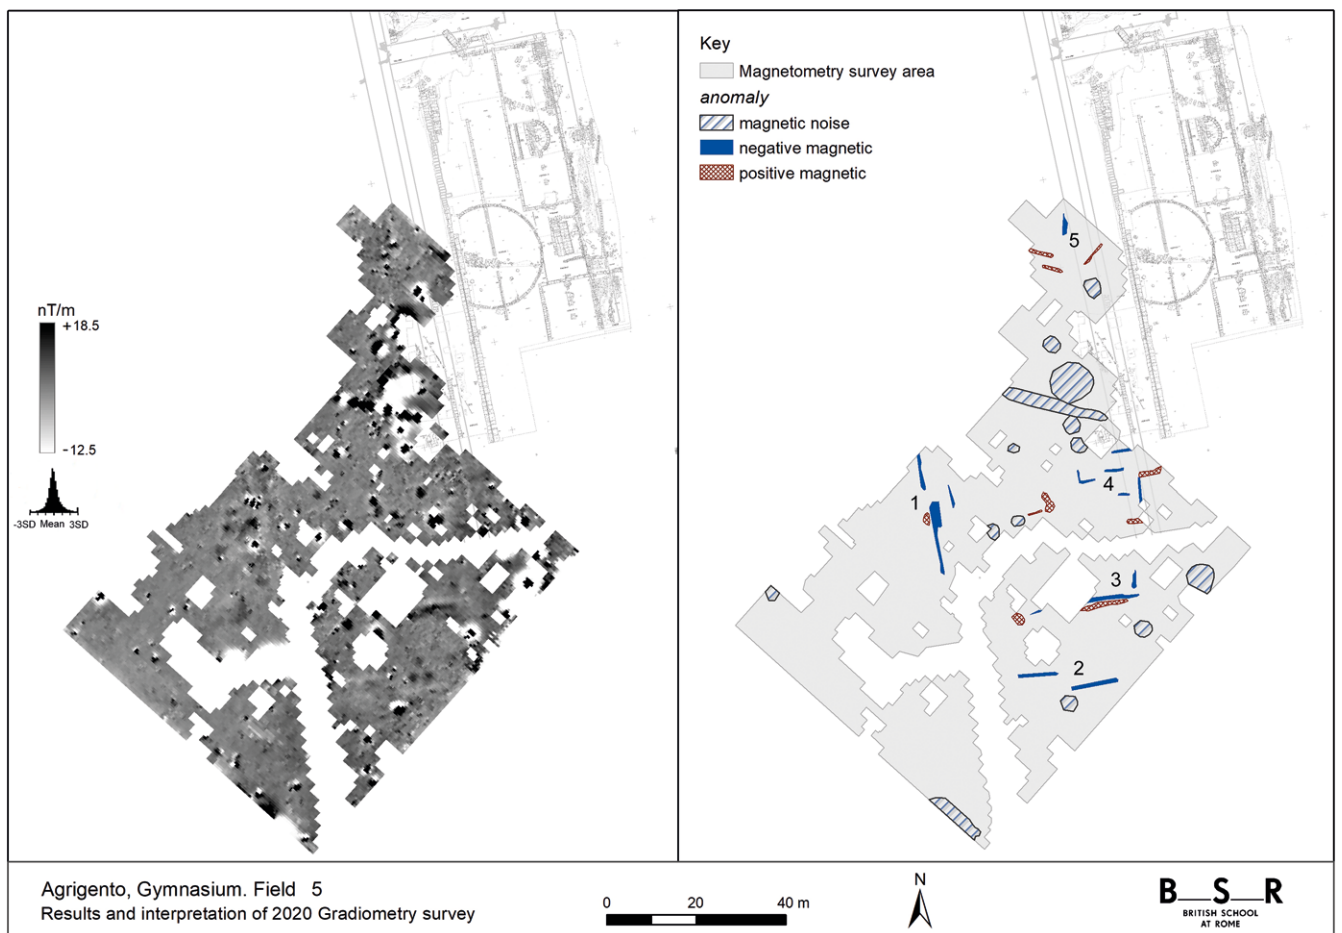 nT/m
+18.5
-12.5
-3SD Mean 3SD
Key
Magnetometry survey area
anomaly
magnetic noise
negative magnetic
positive magnetic
5
4
1
3
2
Agrigento, Gymnasium. Field 5
Results and interpretation of 2020 Gradiometry survey
0 20 40 m
N
B__S__R
BRITISH SCHOOL
AT ROME